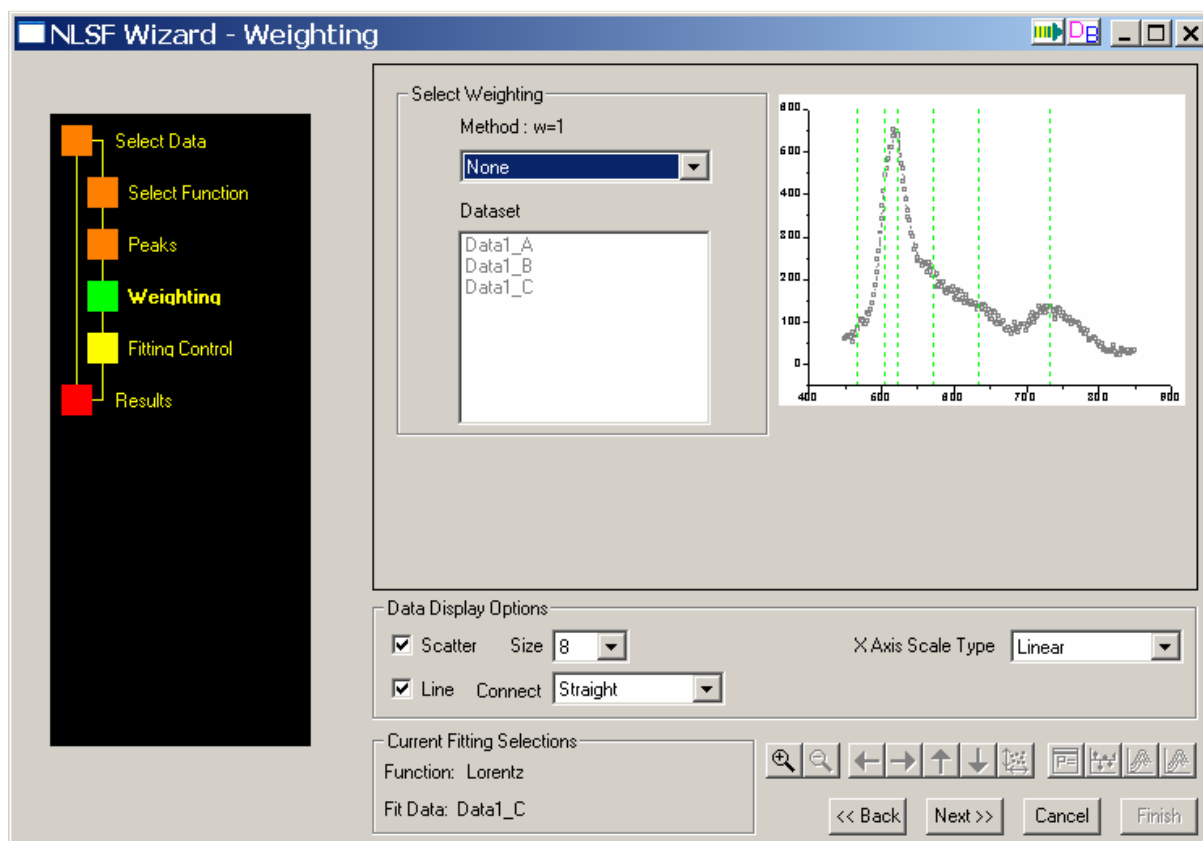 NLSF Wizard - Weighting
DB
Select Data
Select Function
Peaks
Weighting
Fitting Control
Results
Select Weighting
Method : w=1
None
Dataset
Data1_A
Data1_B
Data1_C
800
600
400
300
200
100
0
400
500
600
700
800
900
Data Display Options
Scatter Size 8
X Axis Scale Type Linear
Line Connect Straight
Current Fitting Selections
Function: Lorentz
Fit Data: Data1_C
P=
<< Back
Next >>
Cancel
Finish